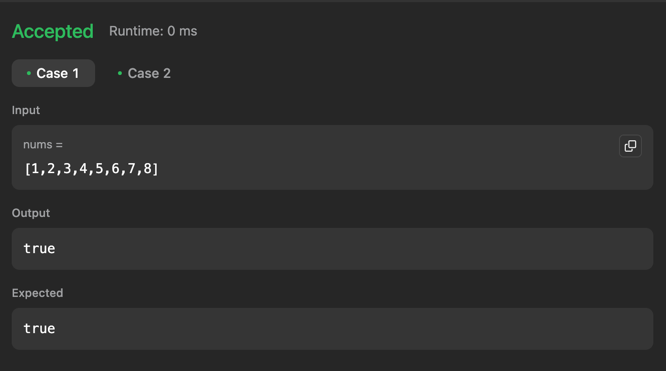 Accepted Runtime: 0 ms
• Case 1 • Case 2
Input
nums =
[1,2,3,4,5,6,7,8]
Output
true
Expected
true